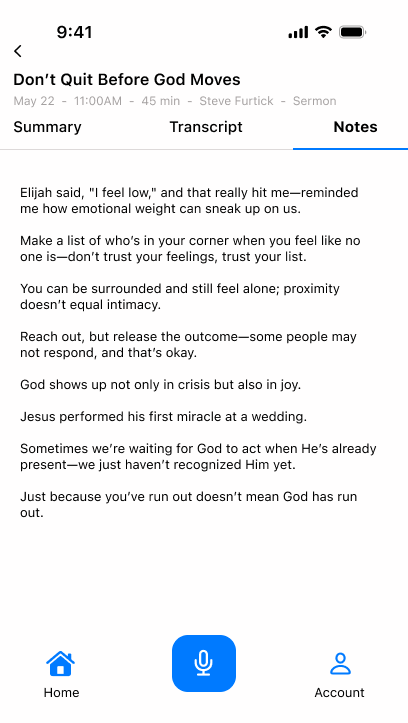 9:41
Don’t Quit Before God Moves
May 22 - 11:00AM - 45 min - Steve Furtick - Sermon
Summary Transcript Notes
Elijah said, "I feel low," and that really hit me—reminded
me how emotional weight can sneak up on us.
Make a list of who’s in your corner when you feel like no
one is—don’t trust your feelings, trust your list.
You can be surrounded and still feel alone; proximity
doesn’t equal intimacy.
Reach out, but release the outcome—some people may
not respond, and that’s okay.
God shows up not only in crisis but also in joy.
Jesus performed his first miracle at a wedding.
Sometimes we’re waiting for God to act when He’s already
present—we just haven’t recognized Him yet.
Just because you’ve run out doesn’t mean God has run
out.
Home Account